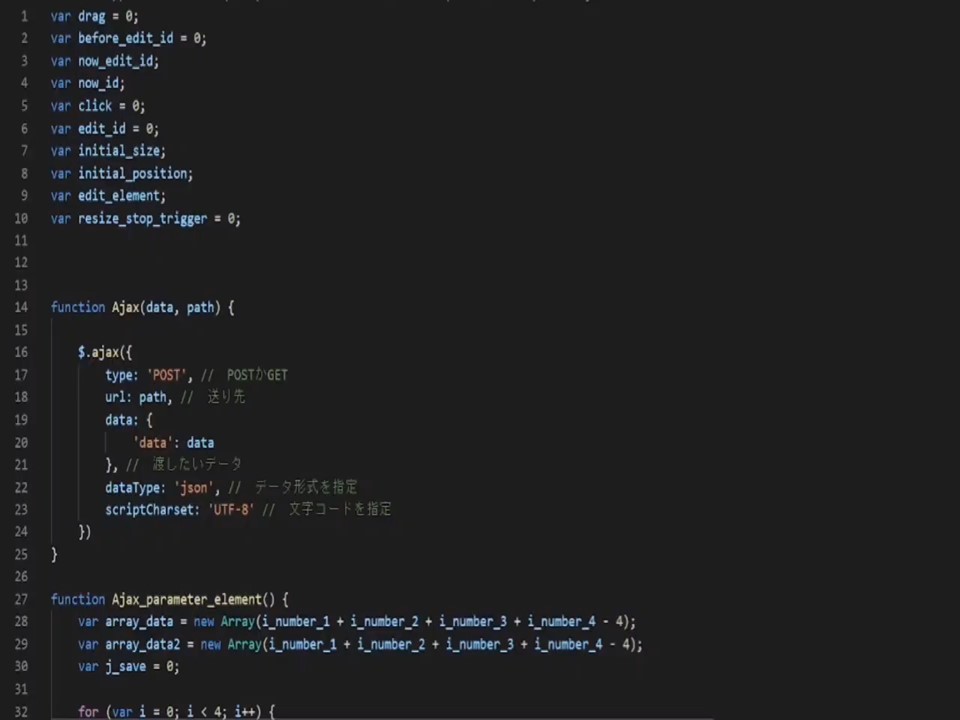 1 var drag = 0;
2 var before_edit_id = 0;
3 var now_edit_id;
4 var now_id;
5 var click = 0;
6 var edit_id = 0;
7 var initial_size;
8 var initial_position;
9 var edit_element;
10 var resize_stop_trigger = 0;
11
12
13
14 function Ajax(data, path) {
15
16 $.ajax({
17 type: 'POST', // POSTかGET
18 url: path, // 送り先
19 data: {
20 'data': data
21 }, // 渡したいデータ
22 dataType: 'json', // データ形式を指定
23 scriptCharset: 'UTF-8' // 文字コードを指定
24 })
25 }
26
27 function Ajax_parameter_element() {
28 var array_data = new Array(i_number_1 + i_number_2 + i_number_3 + i_number_4 - 4);
29 var array_data2 = new Array(i_number_1 + i_number_2 + i_number_3 + i_number_4 - 4);
30 var j_save = 0;
31
32 for (var i = 0; i < 4; i++) {